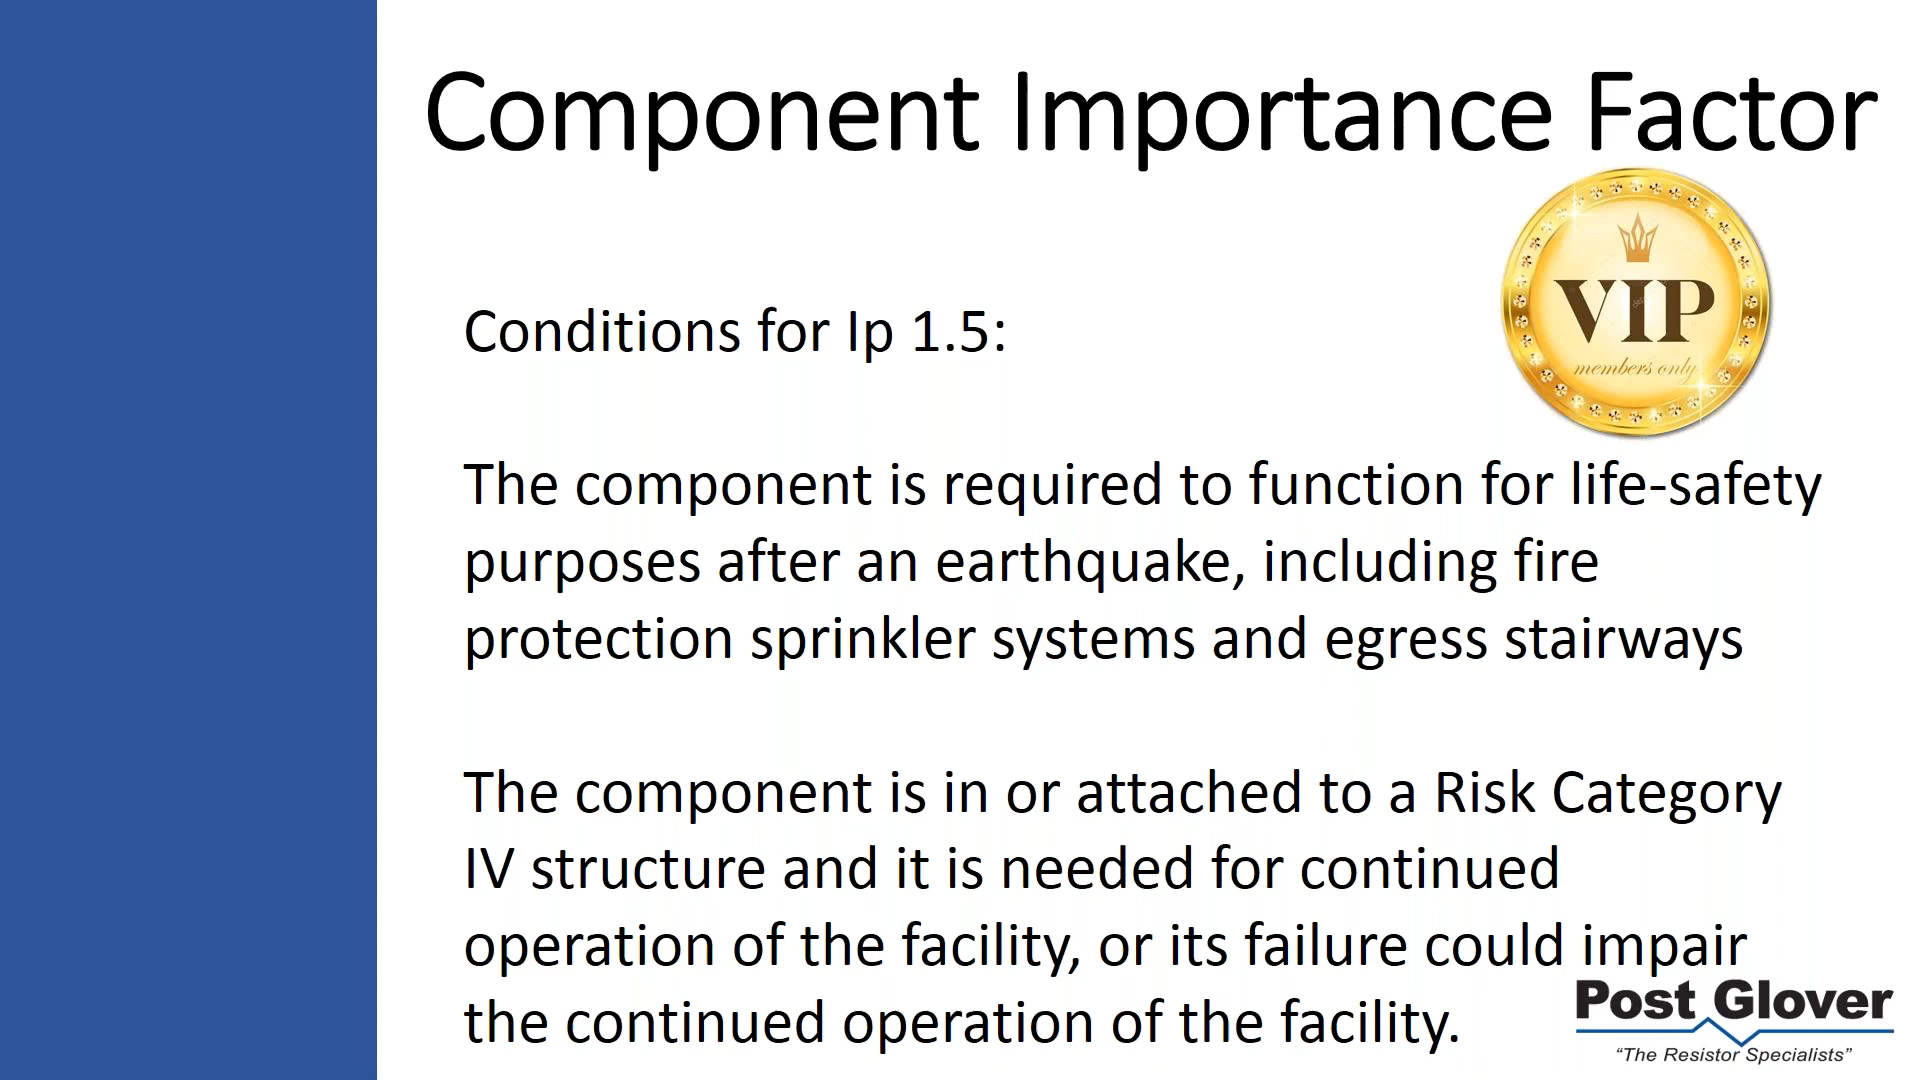 Component Importance Factor
VIP
members only
Conditions for Ip 1.5:
The component is required to function for life-safety
purposes after an earthquake, including fire
protection sprinkler systems and egress stairways
The component is in or attached to a Risk Category
IV structure and it is needed for continued
operation of the facility, or its failure could impair
the continued operation of the facility.
Post Glover
“The Resistor Specialists”